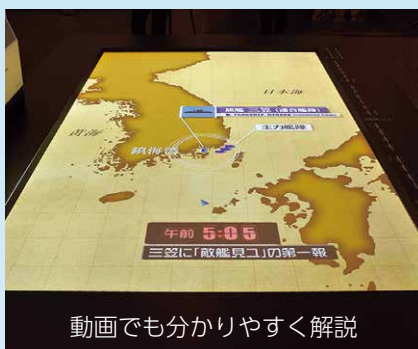 日本海
旗艦 三笠（連合艦隊）
主力艦隊
黄海
鎮海湾
午前 5:05
三笠に「敵艦見ユ」の第一報
動画でも分かりやすく解説